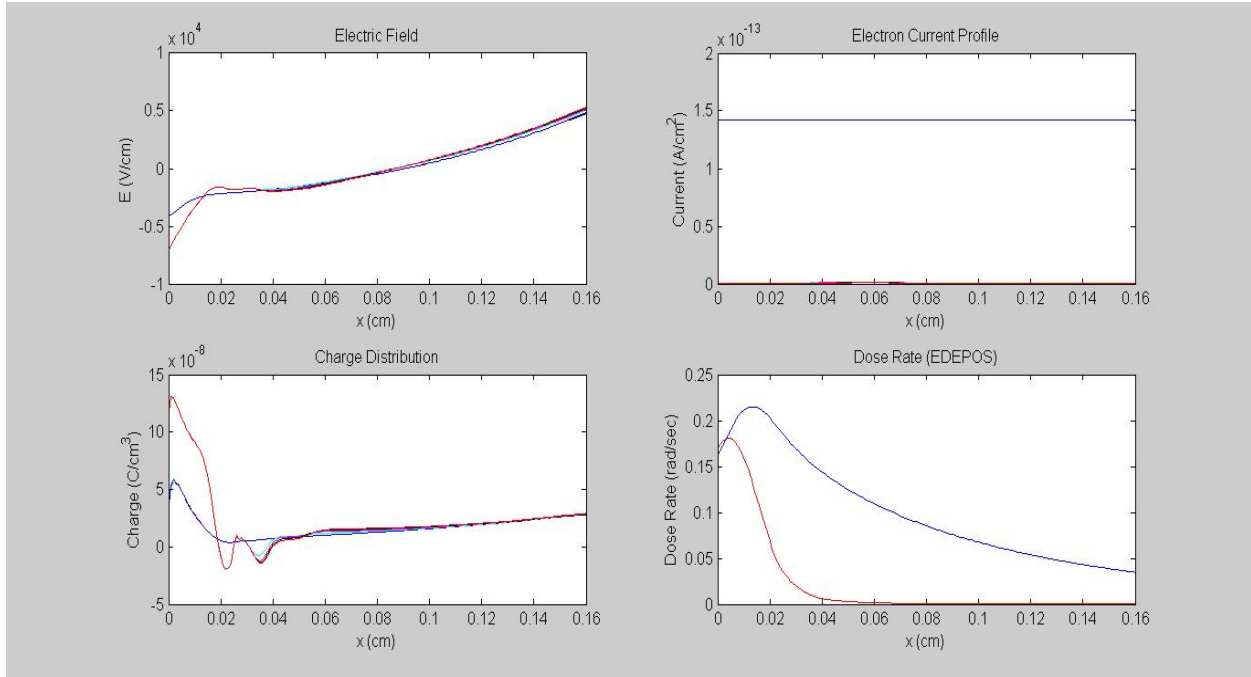 Electric Field
x 10^4
1
0.5
0
-0.5
-1
E (V/cm)
0 0.02 0.04 0.06 0.08 0.1 0.12 0.14 0.16
x (cm)
Electron Current Profile
x 10^-13
2
1.5
1
0.5
0
Current (A/cm^2)
0 0.02 0.04 0.06 0.08 0.1 0.12 0.14 0.16
x (cm)
Charge Distribution
x 10^-8
15
10
5
0
-5
Charge (C/cm^3)
0 0.02 0.04 0.06 0.08 0.1 0.12 0.14 0.16
x (cm)
Dose Rate (EDEPOS)
0.25
0.2
0.15
0.1
0.05
0
Dose Rate (rad/sec)
0 0.02 0.04 0.06 0.08 0.1 0.12 0.14 0.16
x (cm)